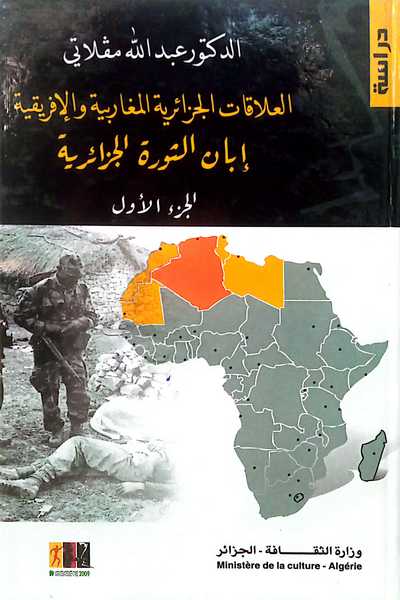 دراسة
الدكتور عبد الله مقلاتي
العلاقات الجزائرية المغاربية والإفريقية
إبان الثورة الجزائرية
الجزء الأول
وزارة الثقافة - الجزائر
Ministère de la culture - Algérie
2009